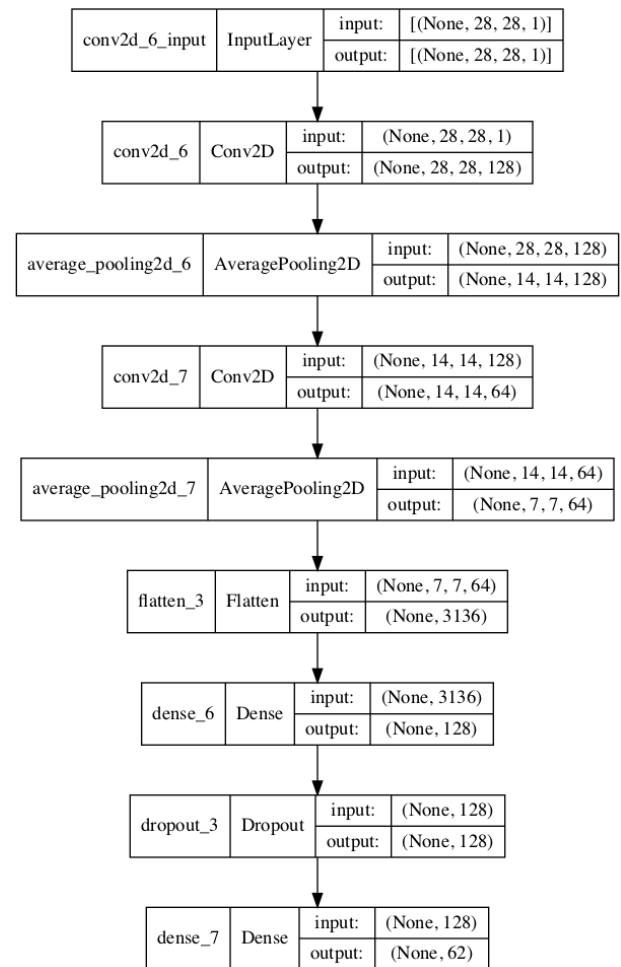 conv2d_6_input InputLayer input: [(None, 28, 28, 1)]
output: [(None, 28, 28, 1)]
conv2d_6 Conv2D input: (None, 28, 28, 1)
output: (None, 28, 28, 128)
average_pooling2d_6 AveragePooling2D input: (None, 28, 28, 128)
output: (None, 14, 14, 128)
conv2d_7 Conv2D input: (None, 14, 14, 128)
output: (None, 14, 14, 64)
average_pooling2d_7 AveragePooling2D input: (None, 14, 14, 64)
output: (None, 7, 7, 64)
flatten_3 Flatten input: (None, 7, 7, 64)
output: (None, 3136)
dense_6 Dense input: (None, 3136)
output: (None, 128)
dropout_3 Dropout input: (None, 128)
output: (None, 128)
dense_7 Dense input: (None, 128)
output: (None, 62)